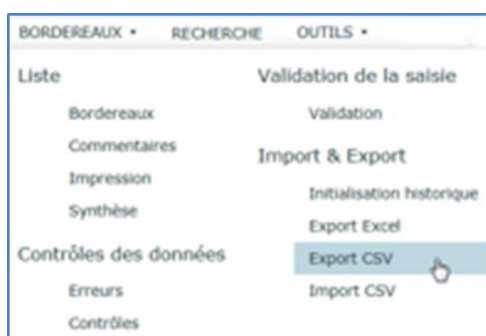 BORDEREAUX • RECHERCHE OUTILS •
Liste
Bordereaux
Commentaires
Impression
Synthèse
Contrôles des données
Erreurs
Contrôles
Validation de la saisie
Validation
Import & Export
Initialisation historique
Export Excel
Export CSV
Import CSV